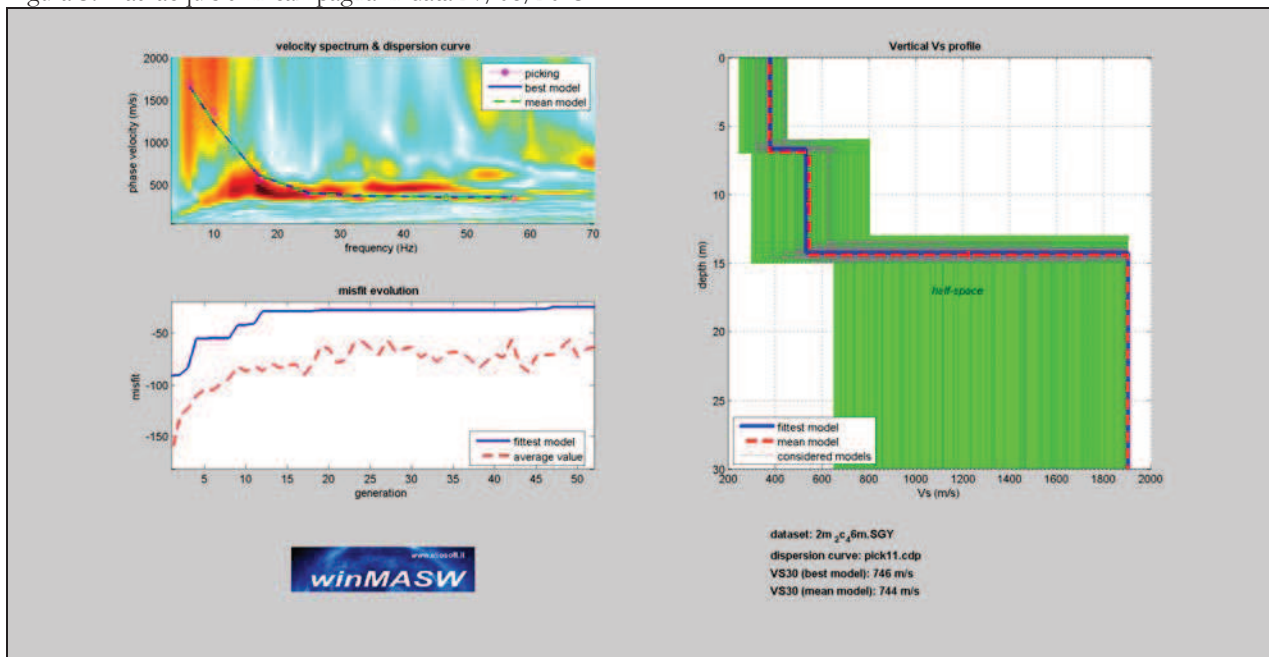 velocity spectrum & dispersion curve
2000
1500
1000
500
phase velocity (m/s)
picking
best model
mean model
10
20
30
40
50
60
70
frequency (Hz)
misfit evolution
-50
-100
-150
misfit
fittest model
average value
5
10
15
20
25
30
35
40
45
50
generation
Vertical Vs profile
0
5
10
15
20
25
30
depth (m)
half-space
fittest model
mean model
considered models
200
400
600
800
1000
1200
1400
1600
1800
2000
Vs (m/s)
dataset: 2m 2c46m.SGY
dispersion curve: pick11.cdp
VS30 (best model): 746 m/s
VS30 (mean model): 744 m/s
winMASW